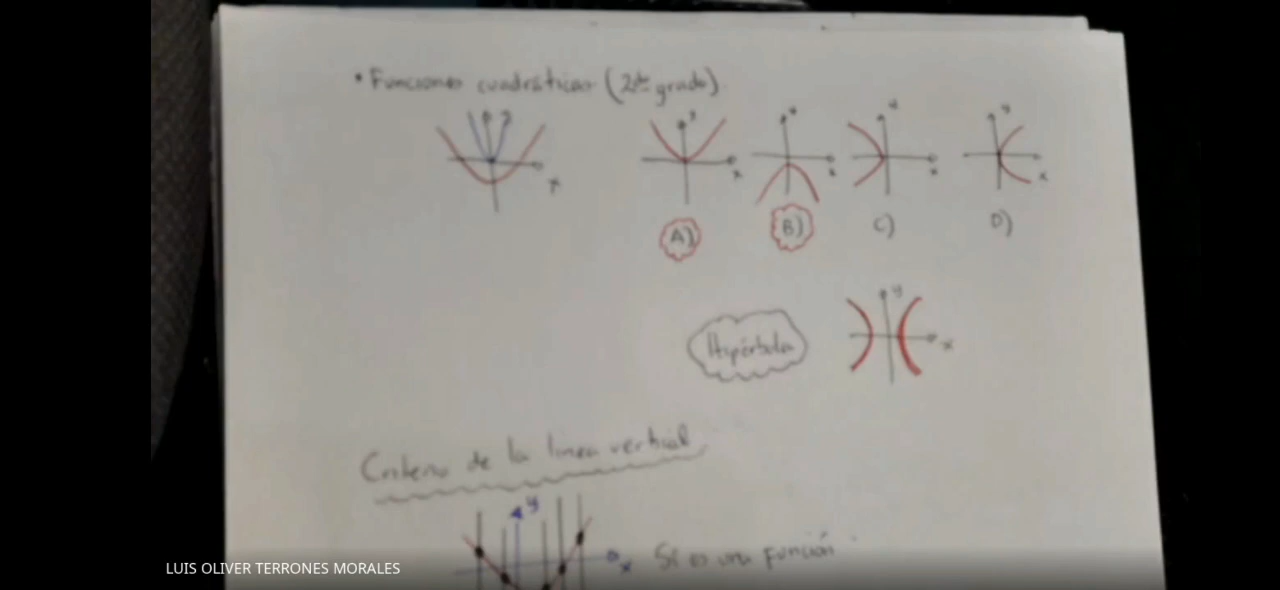 • Funciones cuadráticas (2do grado)
y
x
y
x
y
x
y
x
y
x
A)
B)
C)
D)
Hipérbola
y
x
Criterio de la línea vertical
y
x
Si es una función
LUIS OLIVER TERRONES MORALES